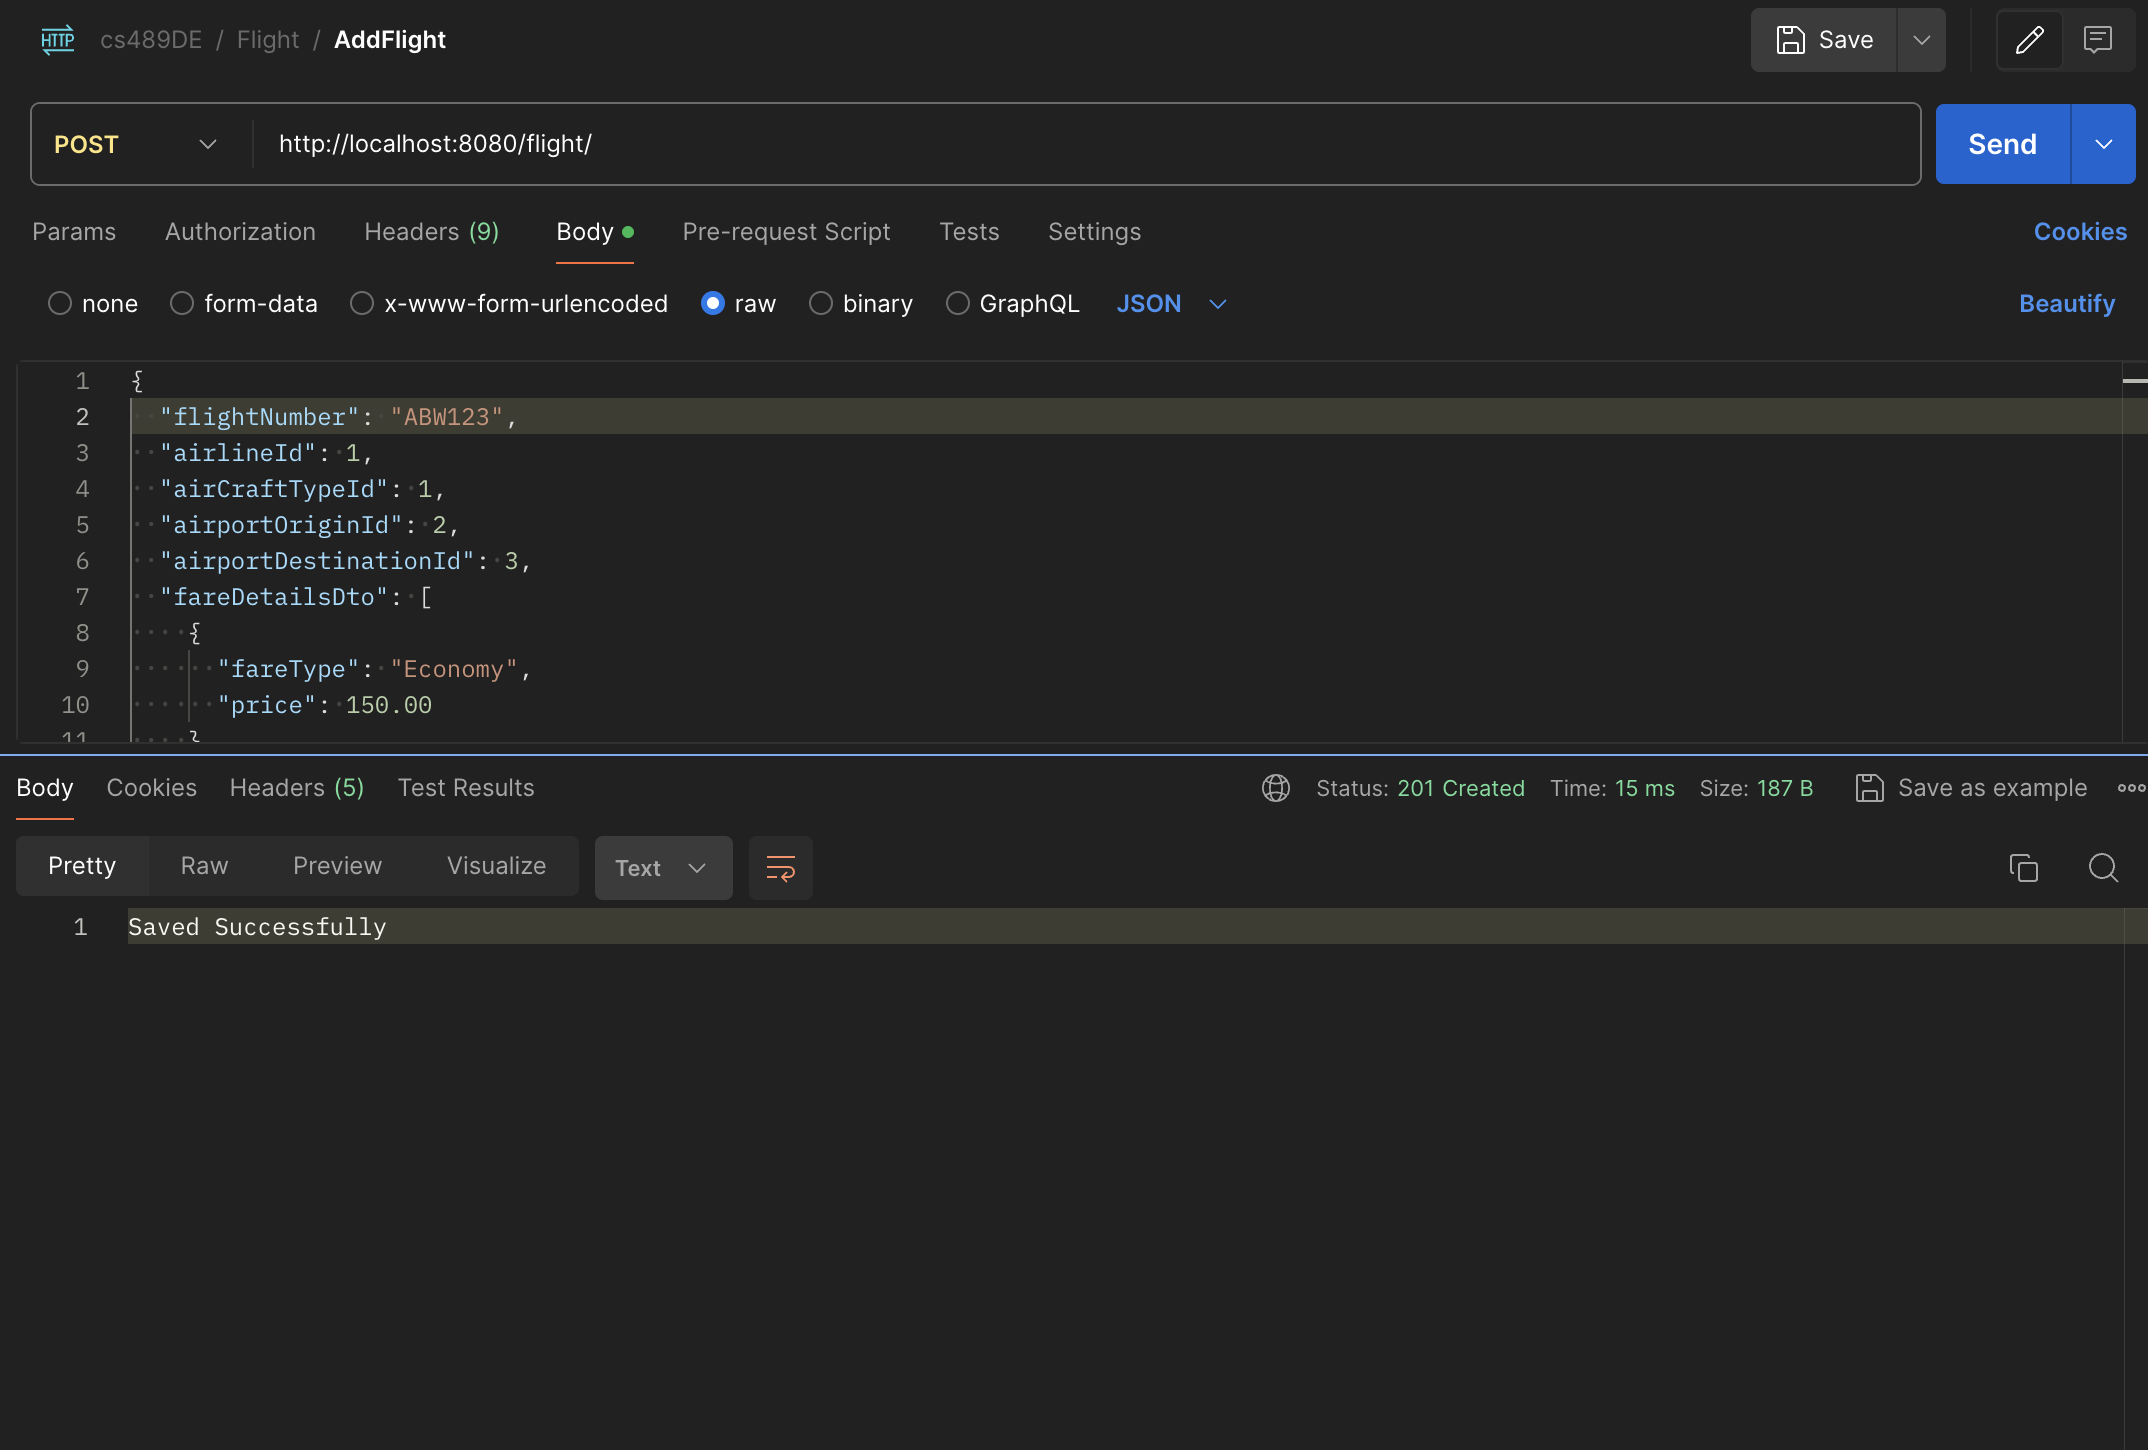 HTTP cs489DE / Flight / AddFlight Save
POST http://localhost:8080/flight/ Send
Params Authorization Headers (9) Body Pre-request Script Tests Settings Cookies
none form-data x-www-form-urlencoded raw binary GraphQL JSON Beautify
1 {
2 "flightNumber": "ABW123",
3 "airlineId": 1,
4 "airCraftTypeId": 1,
5 "airportOriginId": 2,
6 "airportDestinationId": 3,
7 "fareDetailsDto": [
8 {
9 "fareType": "Economy",
10 "price": 150.00
11 }
Body Cookies Headers (5) Test Results Status: 201 Created Time: 15 ms Size: 187 B Save as example
Pretty Raw Preview Visualize Text
1 Saved Successfully